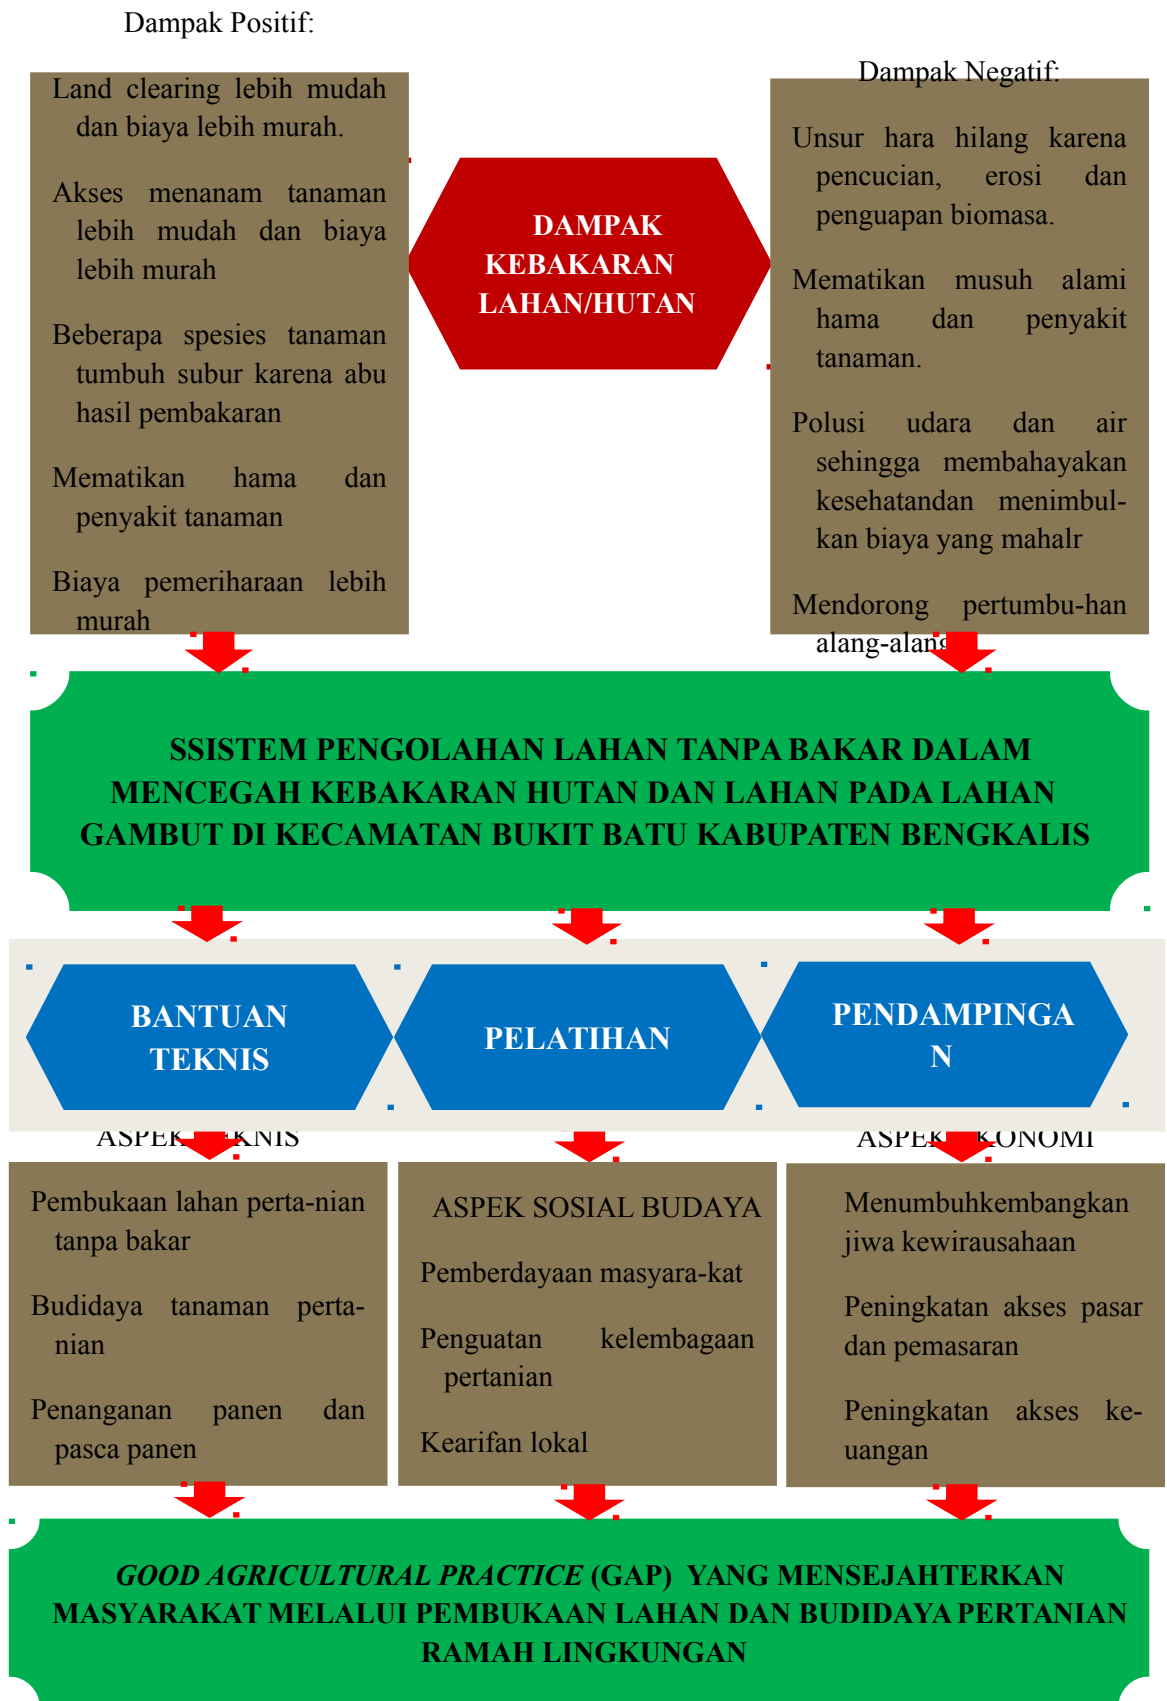 Dampak Positif:
Land clearing lebih mudah
dan biaya lebih murah.
Akses menanam tanaman
lebih mudah dan biaya
lebih murah
Beberapa spesies tanaman
tumbuh subur karena abu
hasil pembakaran
Mematikan hama dan
penyakit tanaman
Biaya pemeriharaan lebih
murah
DAMPAK
KEBAKARAN
LAHAN/HUTAN
Dampak Negatif:
Unsur hara hilang karena
pencucian, erosi dan
penguapan biomasa.
Mematikan musuh alami
hama dan penyakit
tanaman.
Polusi udara dan air
sehingga membahayakan
kesehatandan menimbul-
kan biaya yang mahalr
Mendorong pertumbu-han
alang-alang
SSISTEM PENGOLAHAN LAHAN TANPA BAKAR DALAM
MENCEGAH KEBAKARAN HUTAN DAN LAHAN PADA LAHAN
GAMBUT DI KECAMATAN BUKIT BATU KABUPATEN BENGKALIS
BANTUAN
TEKNIS
PELATIHAN
PENDAMPINGA
N
ASPEK TEKNIS
Pembukaan lahan perta-nian
tanpa bakar
Budidaya tanaman perta-
nian
Penanganan panen dan
pasca panen
ASPEK SOSIAL BUDAYA
Pemberdayaan masyara-kat
Penguatan kelembagaan
pertanian
Kearifan lokal
ASPEK EKONOMI
Menumbuhkembangkan
jiwa kewirausahaan
Peningkatan akses pasar
dan pemasaran
Peningkatan akses ke-
uangan
GOOD AGRICULTURAL PRACTICE (GAP) YANG MENSEJAHTERKAN
MASYARAKAT MELALUI PEMBUKAAN LAHAN DAN BUDIDAYA PERTANIAN
RAMAH LINGKUNGAN